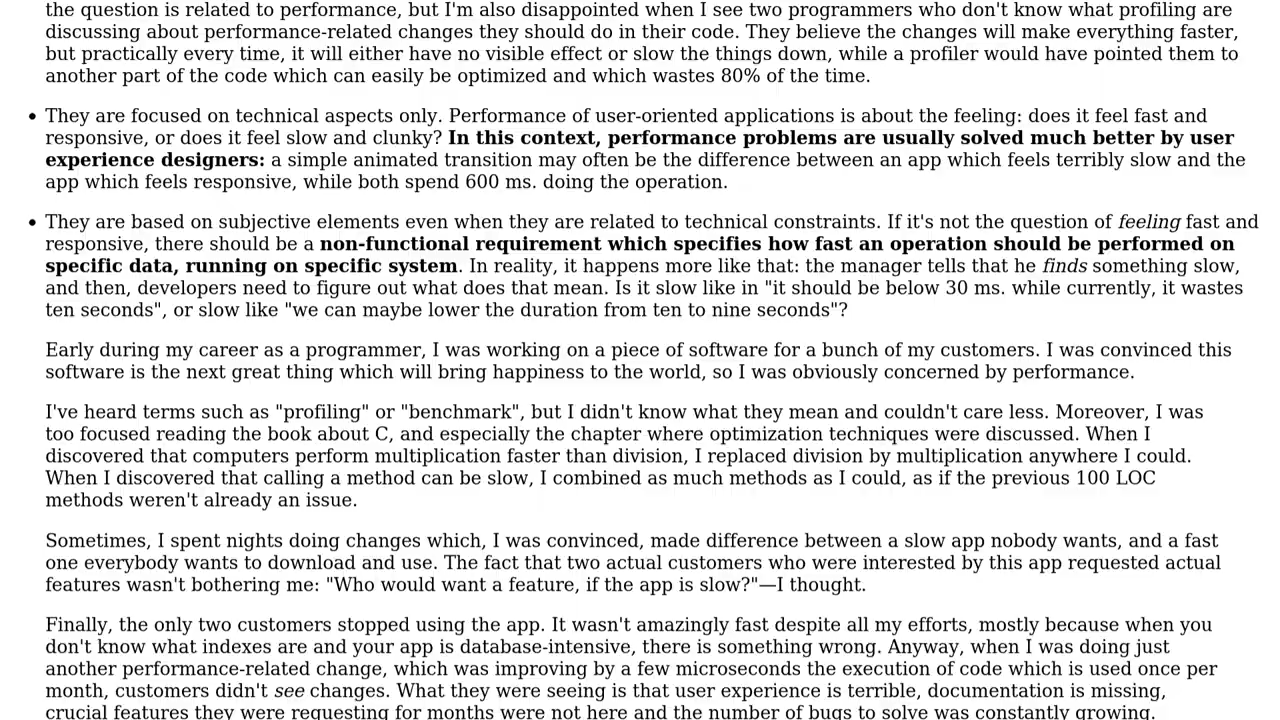 the question is related to performance, but I'm also disappointed when I see two programmers who don't know what profiling are
discussing about performance-related changes they should do in their code. They believe the changes will make everything faster,
but practically every time, it will either have no visible effect or slow the things down, while a profiler would have pointed them to
another part of the code which can easily be optimized and which wastes 80% of the time.
• They are focused on technical aspects only. Performance of user-oriented applications is about the feeling: does it feel fast and
responsive, or does it feel slow and clunky? In this context, performance problems are usually solved much better by user
experience designers: a simple animated transition may often be the difference between an app which feels terribly slow and the
app which feels responsive, while both spend 600 ms. doing the operation.
• They are based on subjective elements even when they are related to technical constraints. If it's not the question of feeling fast and
responsive, there should be a non-functional requirement which specifies how fast an operation should be performed on
specific data, running on specific system. In reality, it happens more like that: the manager tells that he finds something slow,
and then, developers need to figure out what does that mean. Is it slow like in "it should be below 30 ms. while currently, it wastes
ten seconds", or slow like "we can maybe lower the duration from ten to nine seconds"?
Early during my career as a programmer, I was working on a piece of software for a bunch of my customers. I was convinced this
software is the next great thing which will bring happiness to the world, so I was obviously concerned by performance.
I've heard terms such as "profiling" or "benchmark", but I didn't know what they mean and couldn't care less. Moreover, I was
too focused reading the book about C, and especially the chapter where optimization techniques were discussed. When I
discovered that computers perform multiplication faster than division, I replaced division by multiplication anywhere I could.
When I discovered that calling a method can be slow, I combined as much methods as I could, as if the previous 100 LOC
methods weren't already an issue.
Sometimes, I spent nights doing changes which, I was convinced, made difference between a slow app nobody wants, and a fast
one everybody wants to download and use. The fact that two actual customers who were interested by this app requested actual
features wasn't bothering me: "Who would want a feature, if the app is slow?"—I thought.
Finally, the only two customers stopped using the app. It wasn't amazingly fast despite all my efforts, mostly because when you
don't know what indexes are and your app is database-intensive, there is something wrong. Anyway, when I was doing just
another performance-related change, which was improving by a few microseconds the execution of code which is used once per
month, customers didn't see changes. What they were seeing is that user experience is terrible, documentation is missing,
crucial features they were requesting for months were not here and the number of bugs to solve was constantly growing.